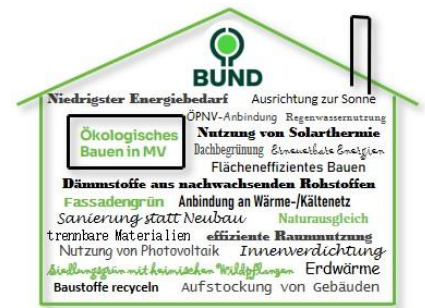 BUND
Niedrigster Energiebedarf Ausrichtung zur Sonne
ÖPNV-Anbindung Regenwassernutzung
Ökologisches
Bauen in MV
Nutzung von Solarthermie
Dachbegrünung Erneuerbare Energien
Flächeneffizientes Bauen
Dämmstoffe aus nachwachsenden Rohstoffen
Fassadengrün Anbindung an Wärme-/Kältenetz
Sanierung statt Neubau Naturausgleich
trennbare Materialien effiziente Raumnutzung
Nutzung von Photovoltaik Innenverdichtung
Siedlungsgrün mit heimischen Wildpflanzen Erdwärme
Baustoffe recyceln Aufstockung von Gebäuden